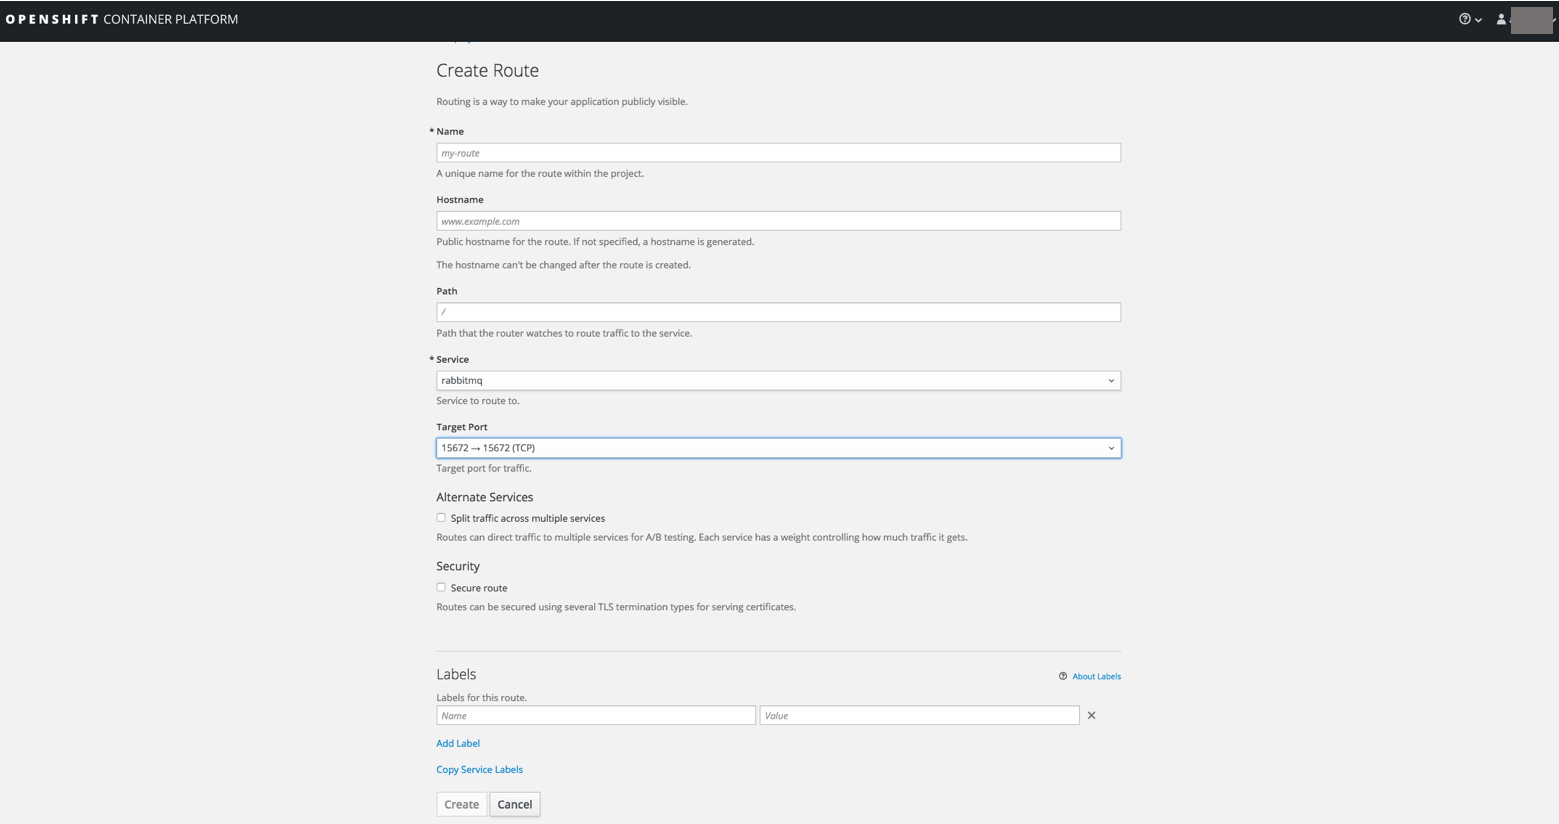 OPENSHIFT CONTAINER PLATFORM
Create Route
Routing is a way to make your application publicly visible.
* Name
my-route
A unique name for the route within the project.
Hostname
www.example.com
Public hostname for the route. If not specified, a hostname is generated.
The hostname can't be changed after the route is created.
Path
/
Path that the router watches to route traffic to the service.
* Service
rabbitmq
Service to route to.
Target Port
15672 → 15672 (TCP)
Target port for traffic.
Alternate Services
Split traffic across multiple services
Routes can direct traffic to multiple services for A/B testing. Each service has a weight controlling how much traffic it gets.
Security
Secure route
Routes can be secured using several TLS termination types for serving certificates.
Labels
About Labels
Labels for this route.
Name Value
Add Label
Copy Service Labels
Create Cancel